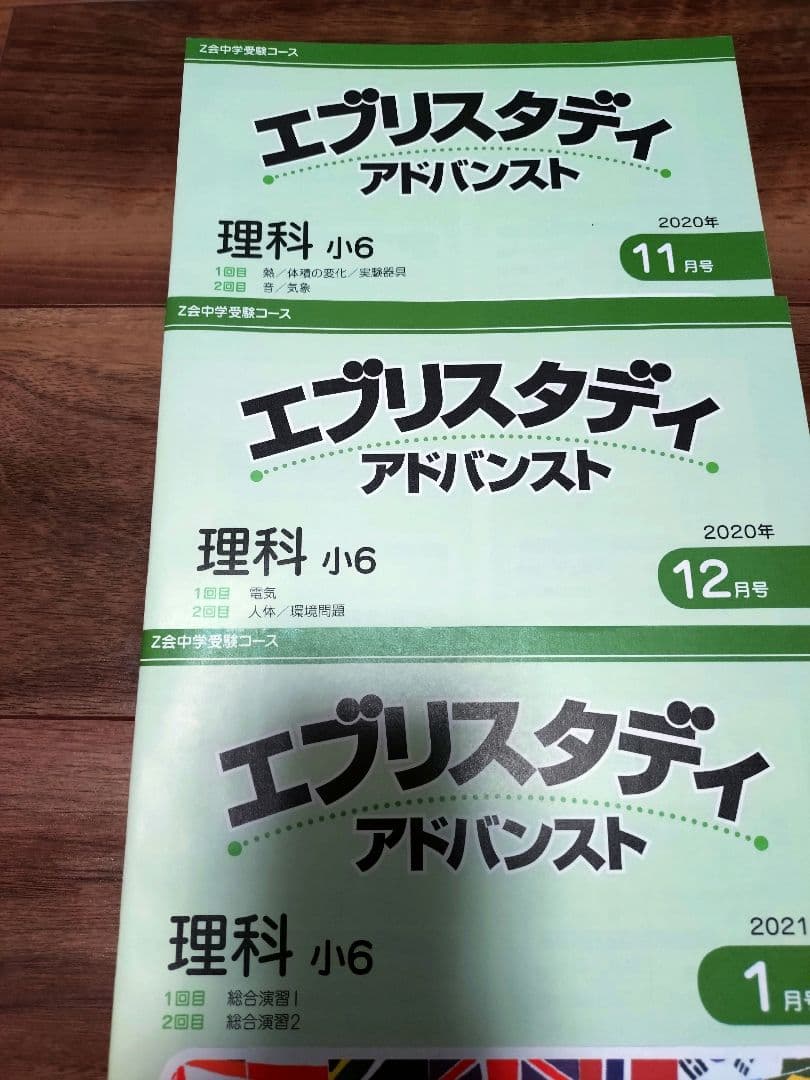 Z会中学受験コース
エブリスタディ
アドバンスト
理科 小6
2020年
11月号
1回目 熱／体積の変化／実験器具
2回目 音／気象
Z会中学受験コース
エブリスタディ
アドバンスト
理科 小6
2020年
12月号
1回目 電気
2回目 人体／環境問題
Z会中学受験コース
エブリスタディ
アドバンスト
理科 小6
2021
1月号
1回目 総合演習1
2回目 総合演習2